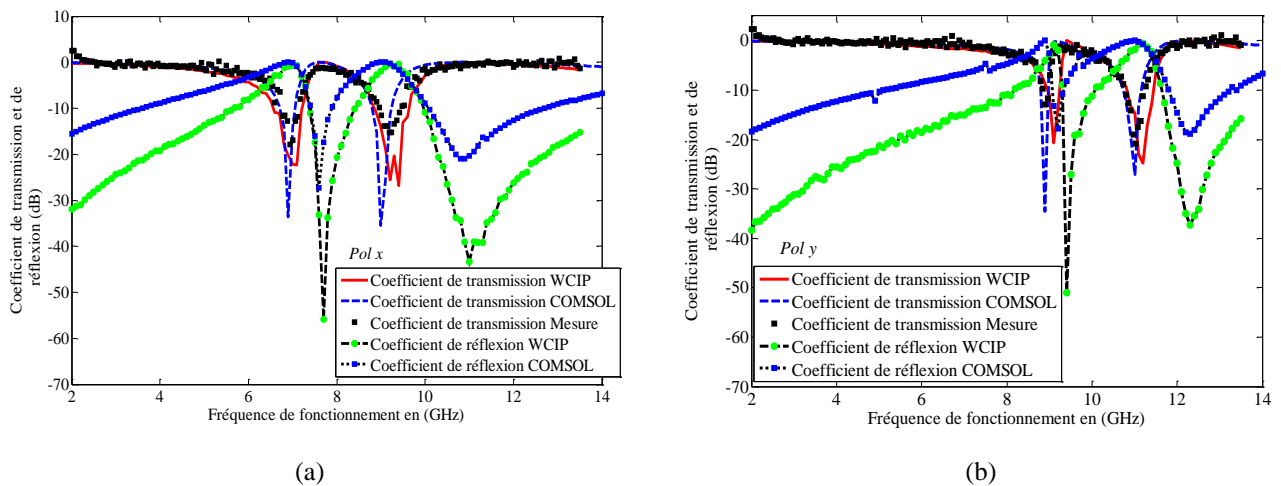 10
0
-10
-20
-30
-40
-50
-60
-70
2
4
6
8
10
12
14
Coefficient de transmission et de
réflexion (dB)
Fréquence de fonctionnement en (GHz)
Pol x
Coefficient de transmission WCIP
Coefficient de transmission COMSOL
Coefficient de transmission Mesure
Coefficient de réflexion WCIP
Coefficient de réflexion COMSOL
(a)
0
-10
-20
-30
-40
-50
-60
-70
2
4
6
8
10
12
14
Coefficient de transmission et de
réflexion (dB)
Fréquence de fonctionnement en (GHz)
Pol y
Coefficient de transmission WCIP
Coefficient de transmission COMSOL
Coefficient de transmission Mesure
Coefficient de réflexion WCIP
Coefficient de réflexion COMSOL
(b)